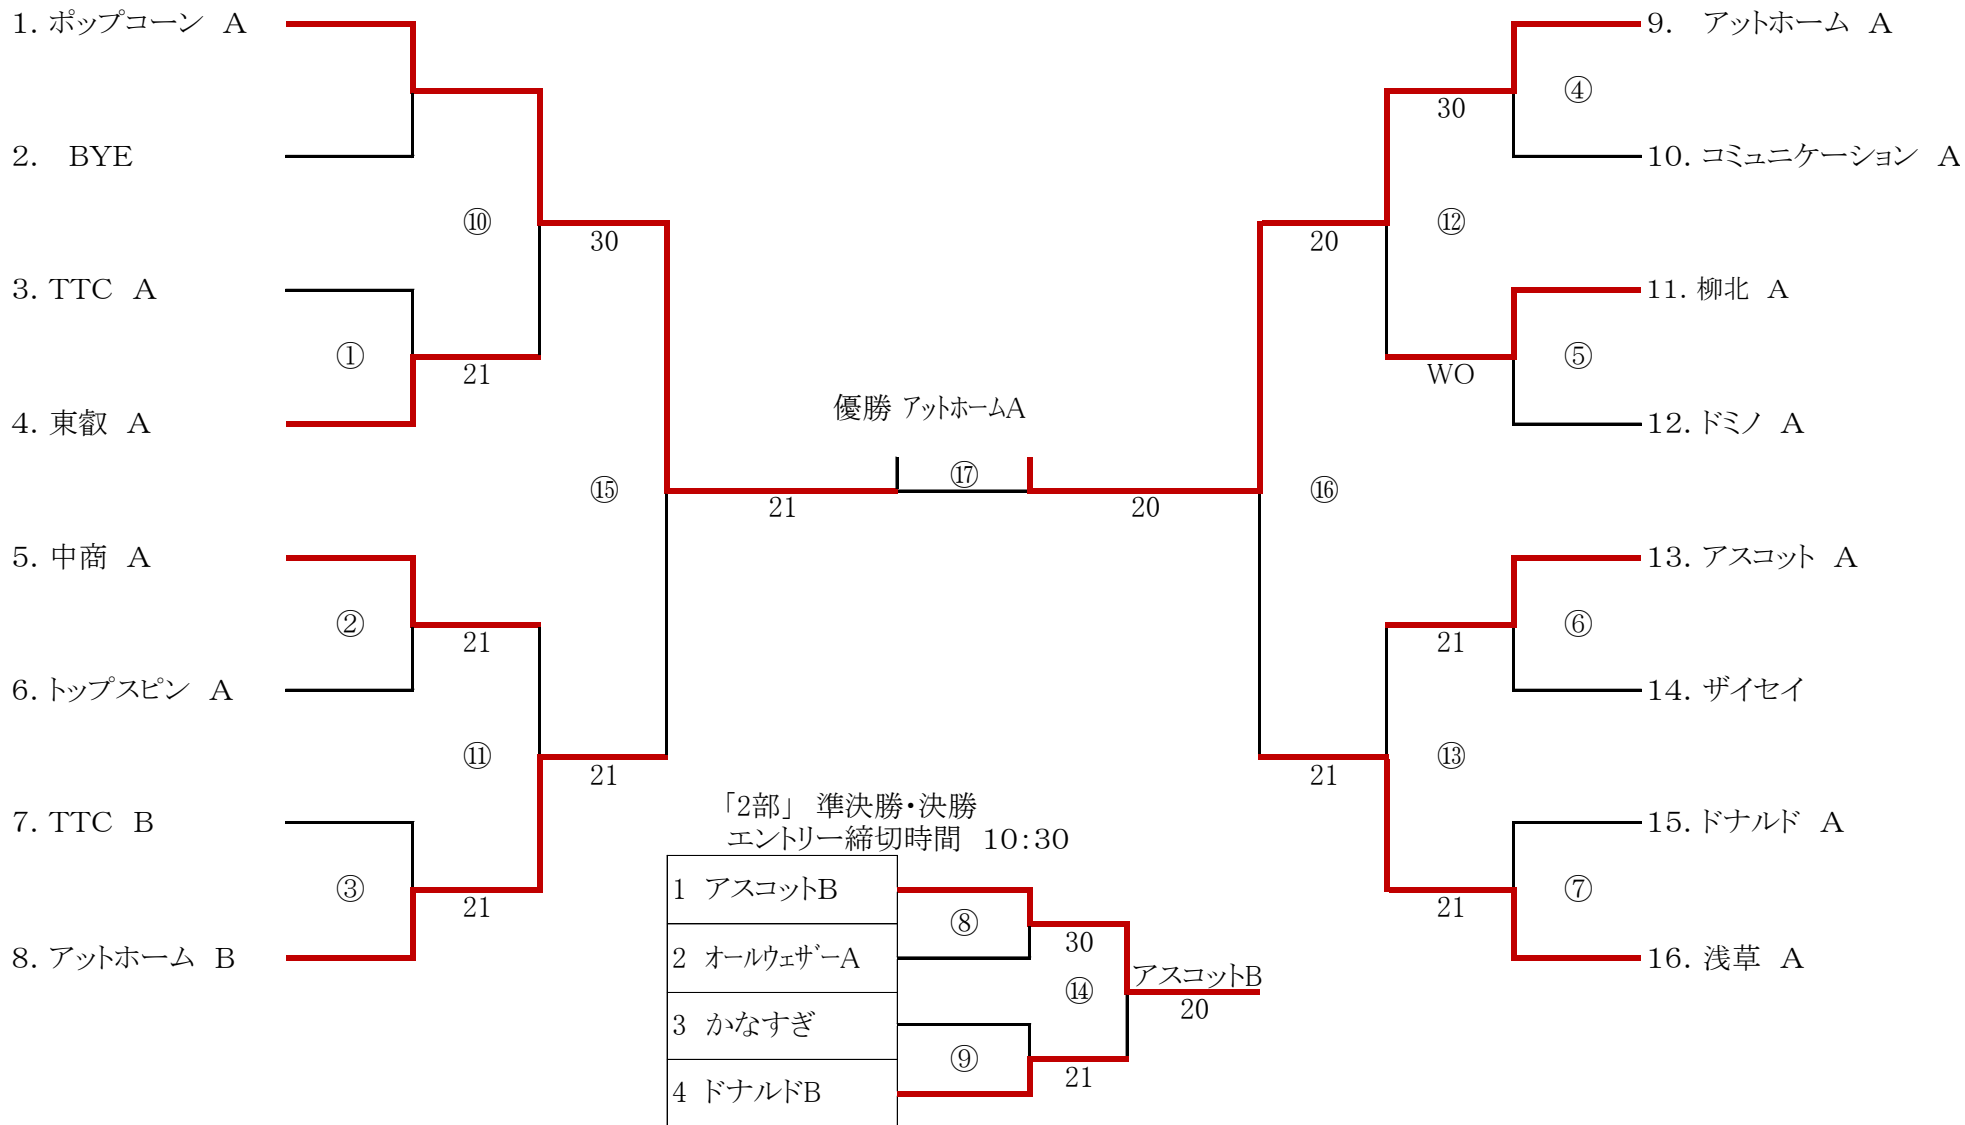 1. ポップコーン A
9. アットホーム A
④
30
2. BYE
10. コミュニケーション A
⑩
30
⑫
20
3. TTC A
11. 柳北 A
①
21
⑤
WO
4. 東叡 A
12. ドミノ A
優勝 アットホームA
⑰
⑮
21
20
⑯
5. 中商 A
13. アスコット A
②
21
⑥
21
6. トップスピン A
14. ザイセイ
⑪
21
⑬
21
「2部」 準決勝・決勝
エントリー締切時間 10:30
7. TTC B
15. ドナルド A
③
21
⑦
21
8. アットホーム B
16. 浅草 A
1 アスコットB
⑧
30
2 オールウェザーA
⑭
アスコットB
20
3 かなすぎ
⑨
21
4 ドナルドB